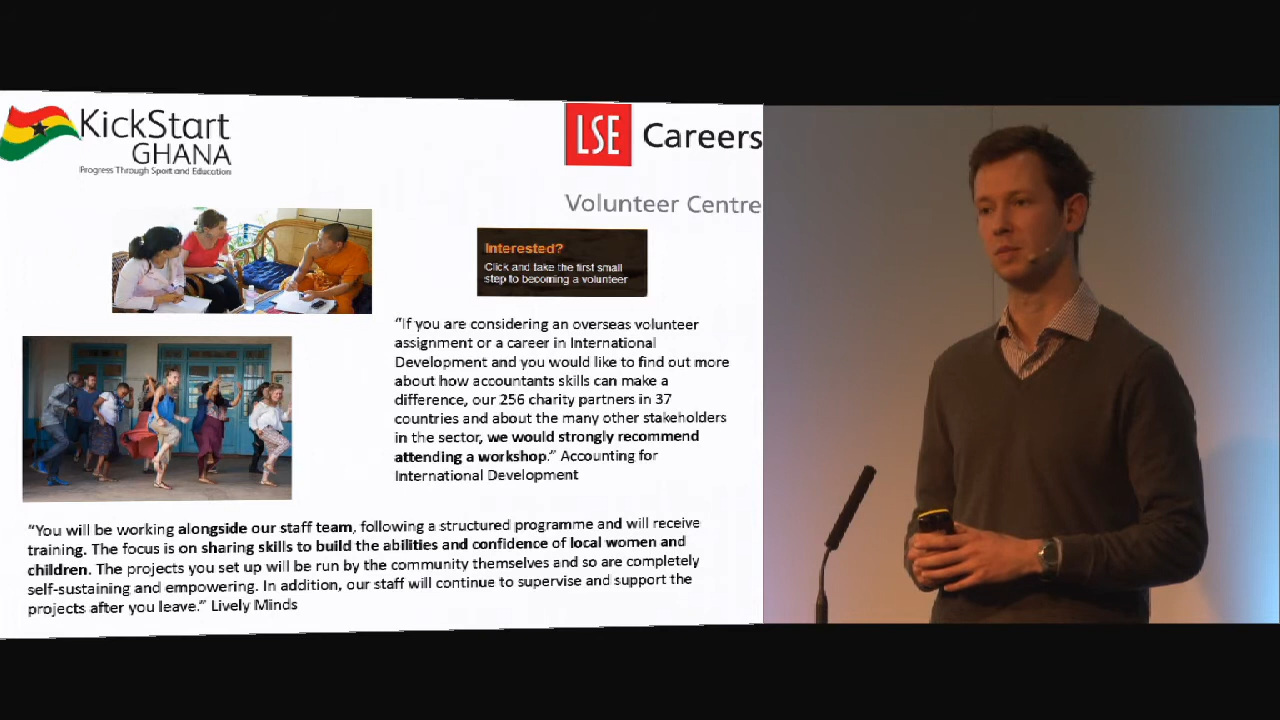 KickStart
GHANA
Progress Through Sport and Education
LSE Careers
Volunteer Centre
Interested?
Click and take the first small
step to becoming a volunteer
“If you are considering an overseas volunteer
assignment or a career in International
Development and you would like to find out more
about how accountants skills can make a
difference, our 256 charity partners in 37
countries and about the many other stakeholders
in the sector, we would strongly recommend
attending a workshop.” Accounting for
International Development
“You will be working alongside our staff team, following a structured programme and will receive
training. The focus is on sharing skills to build the abilities and confidence of local women and
children. The projects you set up will be run by the community themselves and so are completely
self-sustaining and empowering. In addition, our staff will continue to supervise and support the
projects after you leave.” Lively Minds